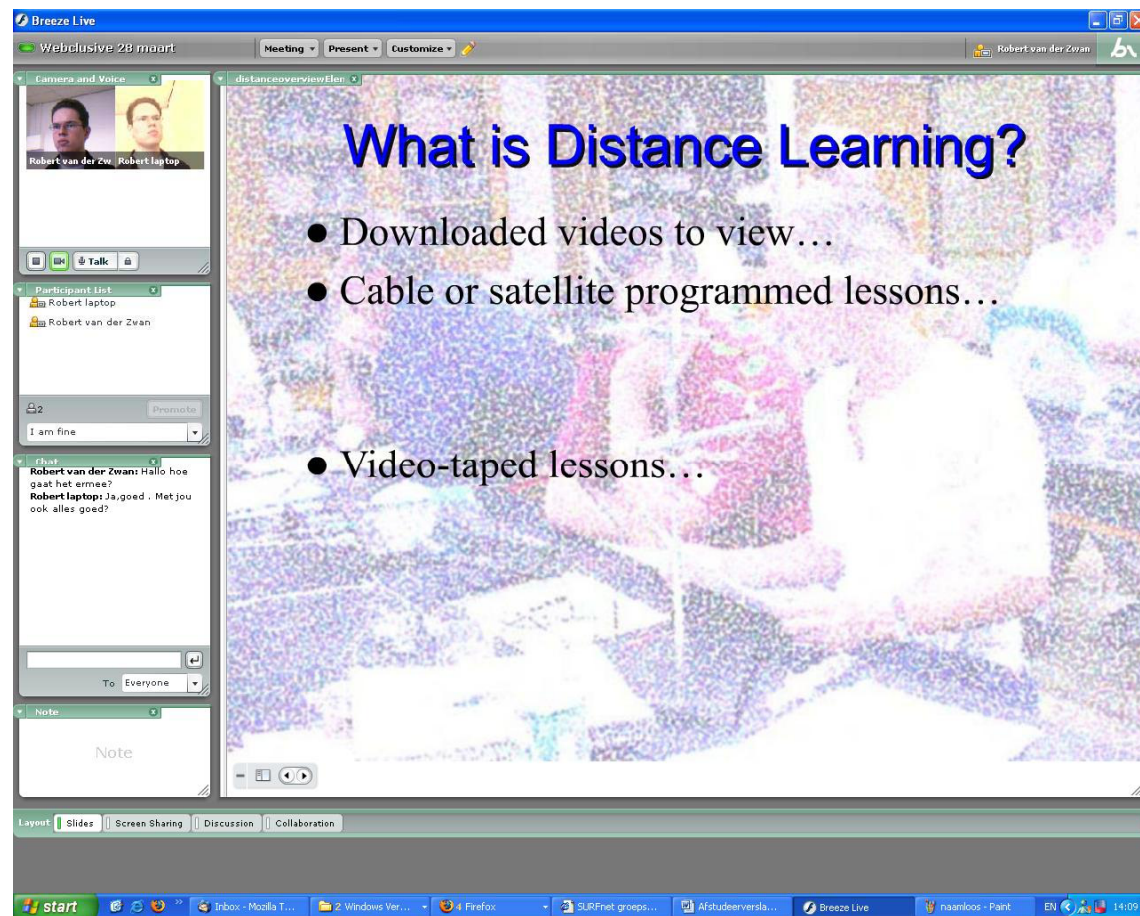 Breeze Live
Webclusive 28 maart
Meeting
Present
Customize
Robert van der Zwan
Camera and Voice
Robert van der Zw
Robert laptop
Talk
Participant List
Robert laptop
Robert van der Zwan
2
Promote
I am fine
Chat
Robert van der Zwan: Hallo hoe
gaat het ermee?
Robert laptop: Ja,goed . Met jou
ook alles goed?
To
Everyone
Note
Note
distanceoverviewElen
What is Distance Learning?
● Downloaded videos to view…
● Cable or satellite programmed lessons…
● Video-taped lessons…
Layout
Slides
Screen Sharing
Discussion
Collaboration
start
Inbox - Mozilla T...
2 Windows Ver...
4 Firefox
SURFnet groeps...
Afstudeerversla...
Breeze Live
naamloos - Paint
EN
14:09